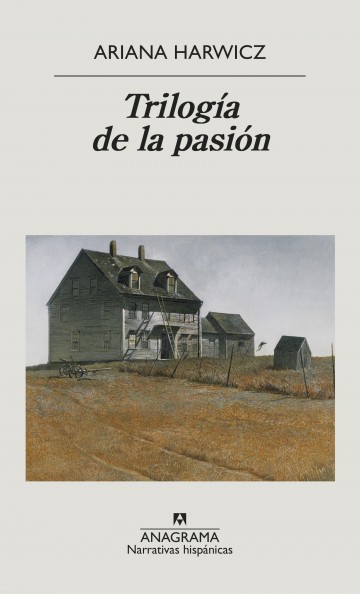 ARIANA HARWICZ
Trilogía
de la pasión
ANAGRAMA
Narrativas hispánicas